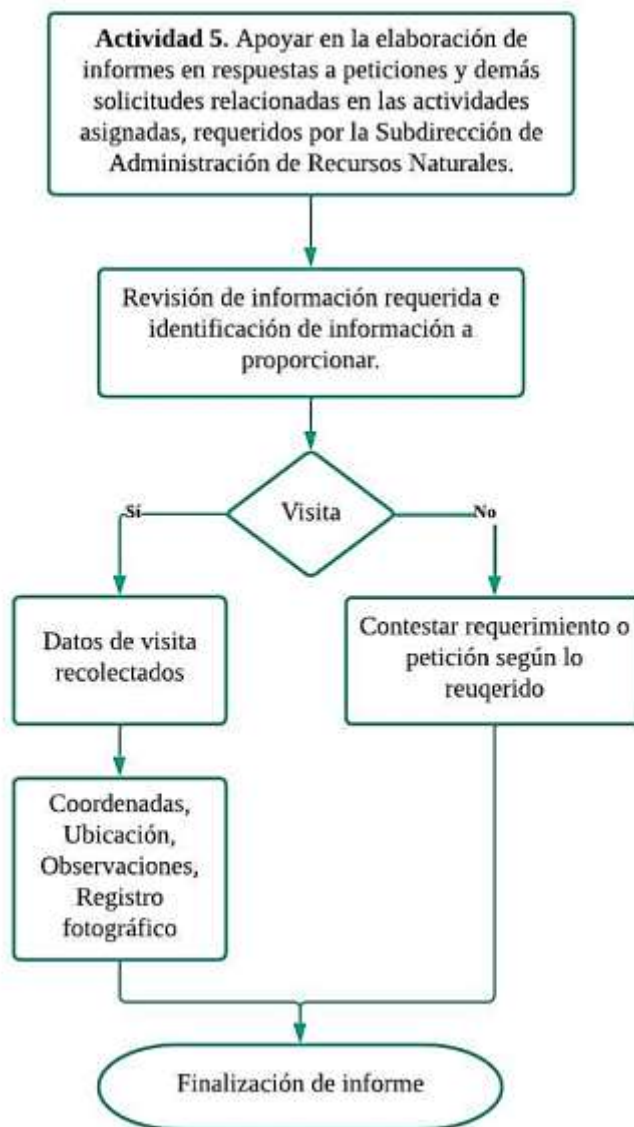 Actividad 5. Apoyar en la elaboración de
informes en respuestas a peticiones y demás
solicitudes relacionadas en las actividades
asignadas, requeridos por la Subdirección de
Administración de Recursos Naturales.
Revisión de información requerida e
identificación de información a
proporcionar.
Visita
Sí
No
Datos de visita
recolectados
Contestar requerimiento o
petición según lo
reuqerido
Coordenadas,
Ubicación,
Observaciones,
Registro
fotográfico
Finalización de informe